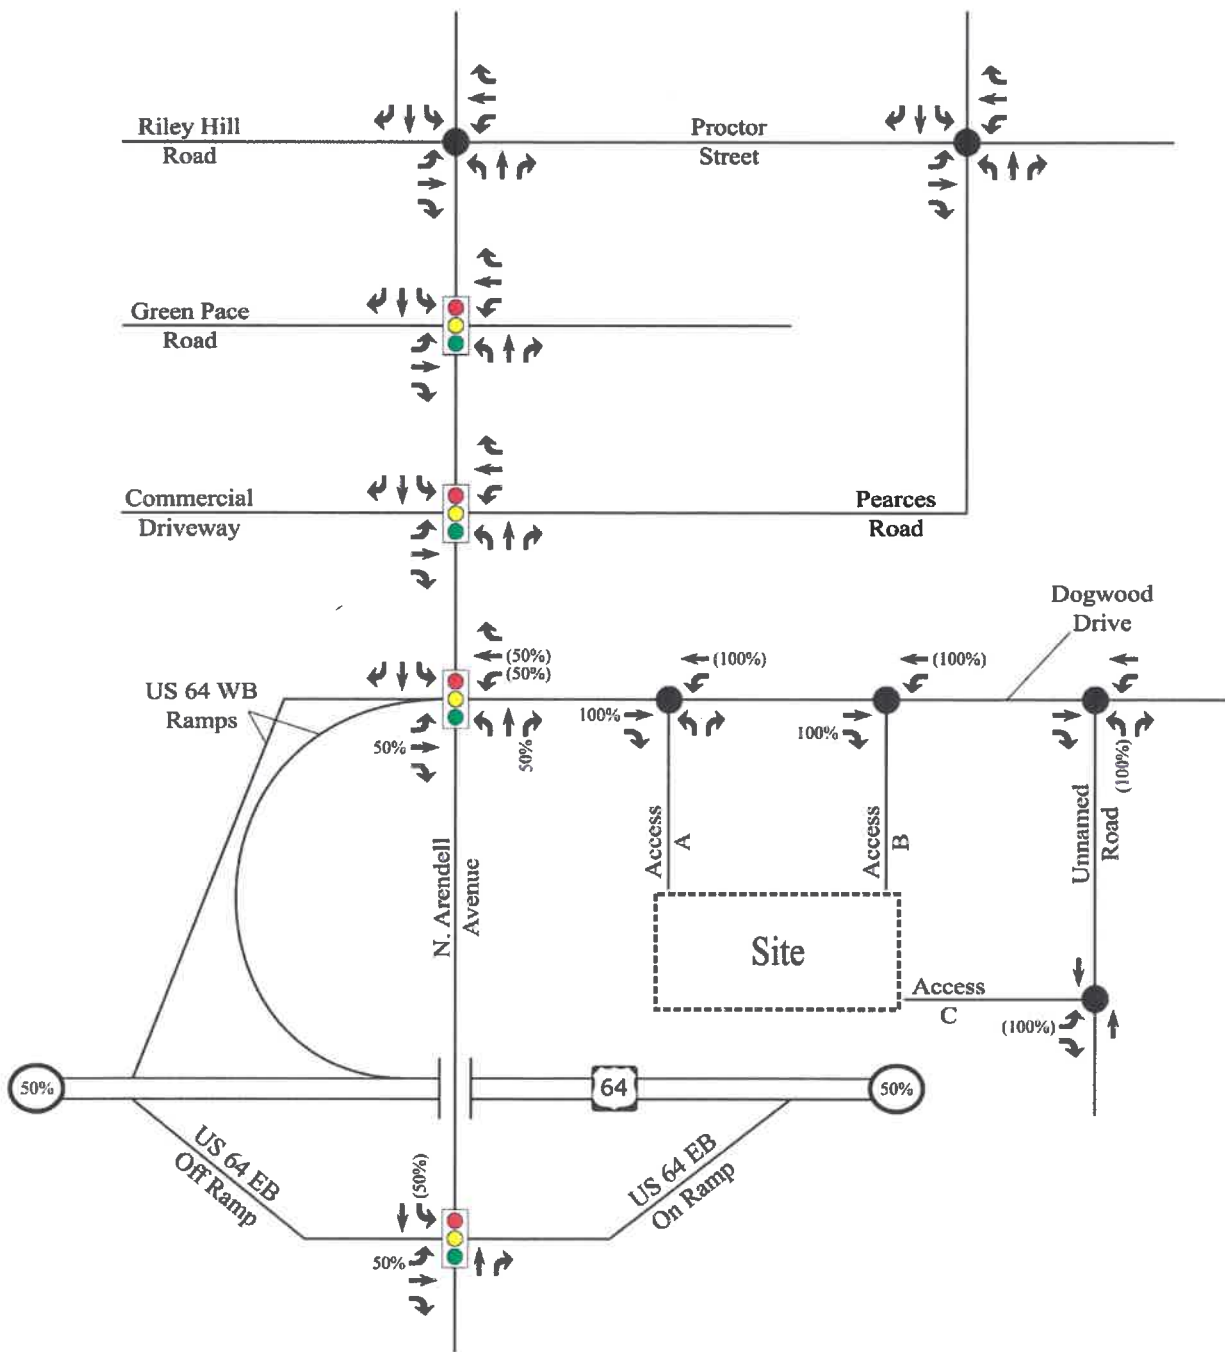 Riley Hill
Road
Proctor
Street
Green Pace
Road
Commercial
Driveway
Pearces
Road
Dogwood
Drive
US 64 WB
Ramps
(50%)
(50%)
50%
50%
(100%)
100%
(100%)
100%
(100%)
Access
A
Access
B
Unnamed
Road
N. Arendell
Avenue
Site
Access
C
(100%)
50%
64
50%
US 64 EB
Off Ramp
US 64 EB
On Ramp
(50%)
50%